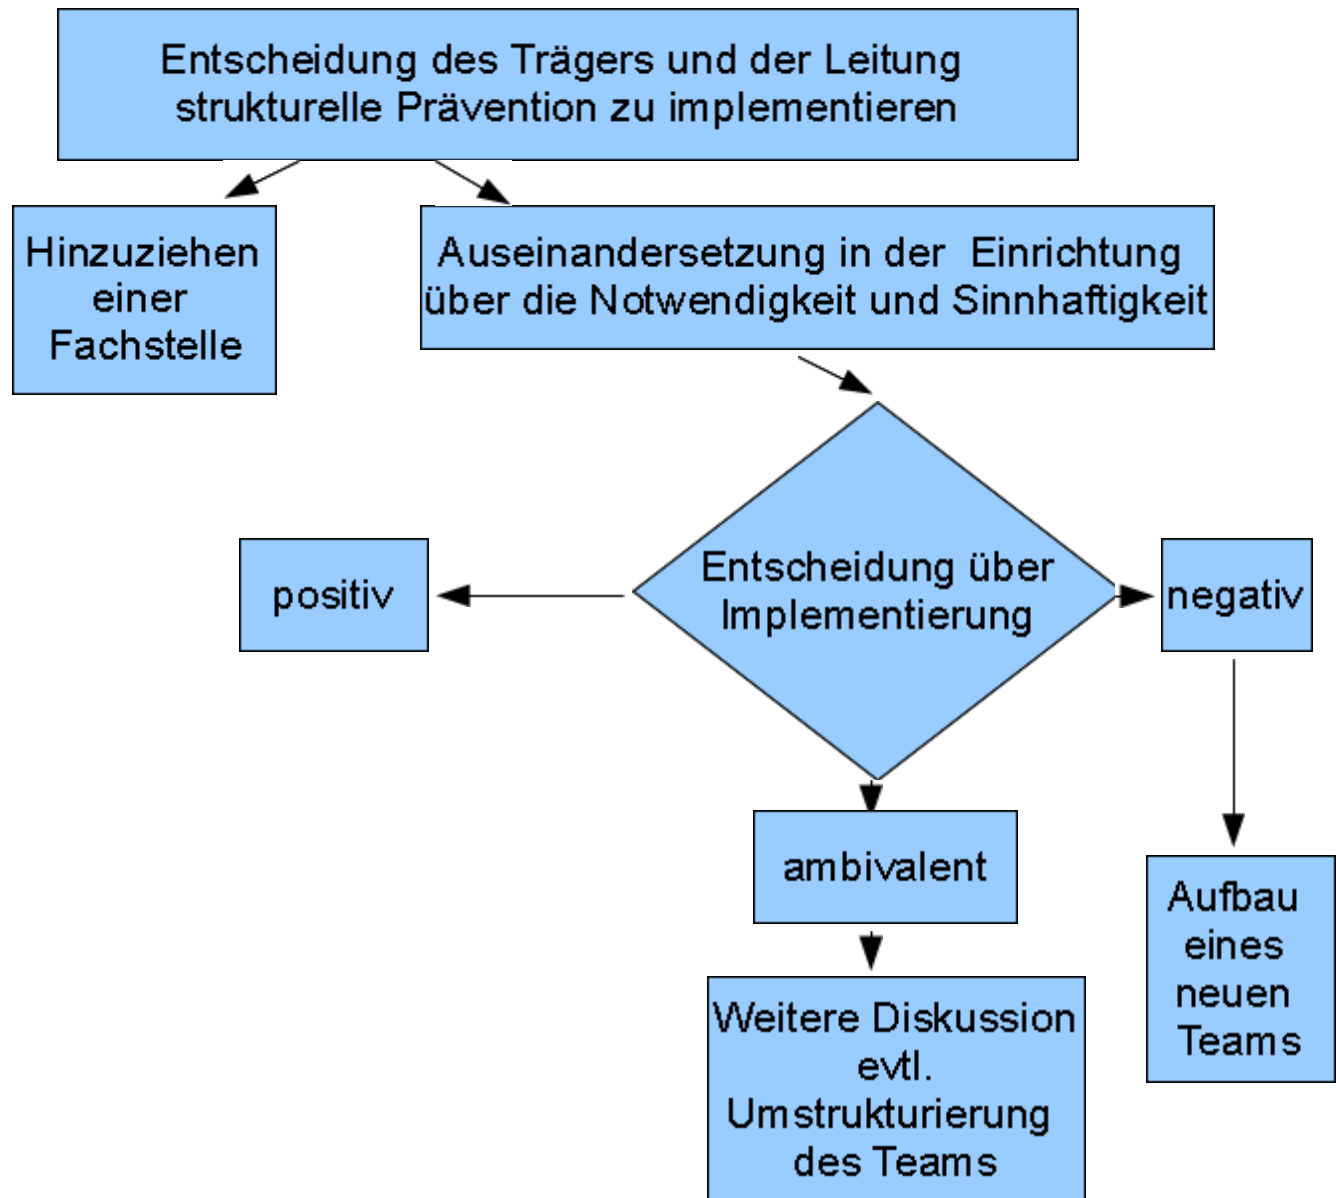 Entscheidung des Trägers und der Leitung
strukturelle Prävention zu implementieren
Hinzuziehen
einer
Fachstelle
Auseinandersetzung in der Einrichtung
über die Notwendigkeit und Sinnhaftigkeit
Entscheidung über
Implementierung
positiv
negativ
ambivalent
Aufbau
eines
neuen
Teams
Weitere Diskussion
evtl.
Umstrukturierung
des Teams